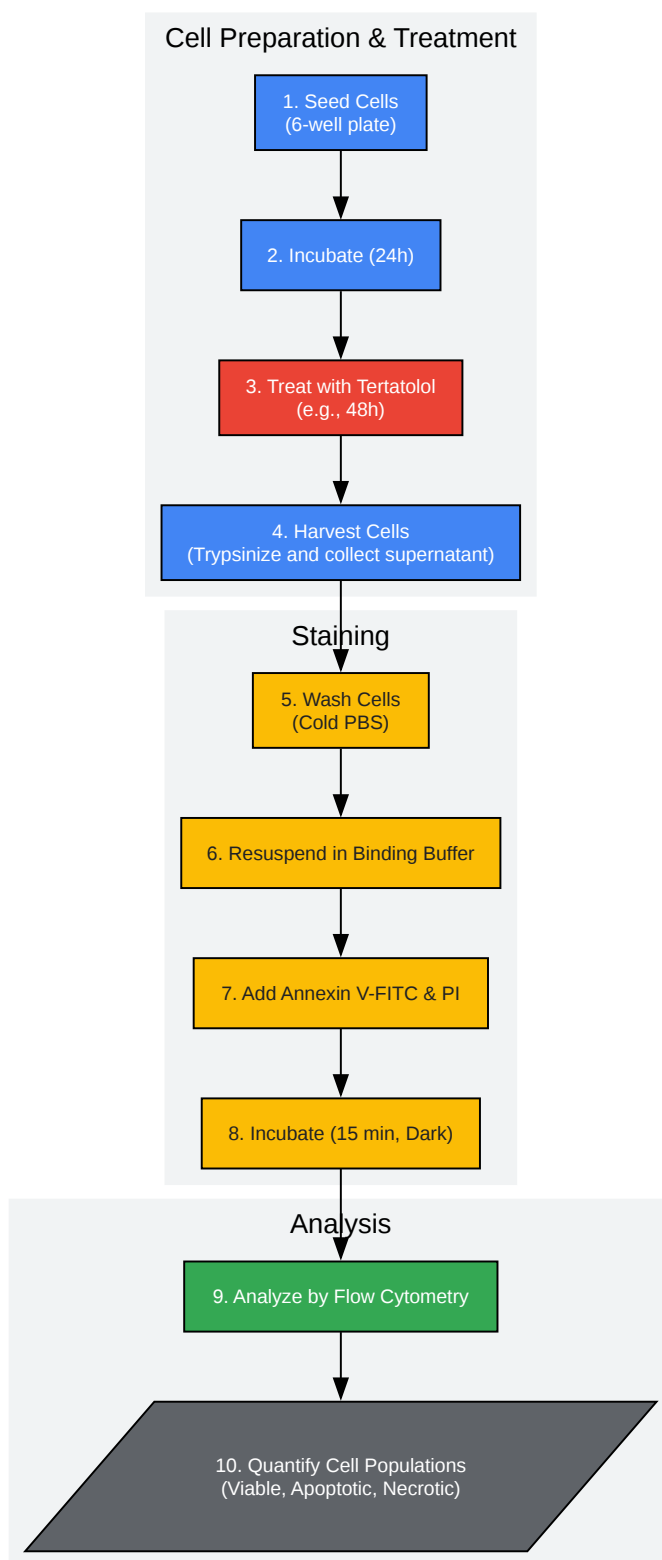 Cell Preparation & Treatment
1. Seed Cells
(6-well plate)
2. Incubate (24h)
3. Treat with Tertatolol
(e.g., 48h)
4. Harvest Cells
(Trypsinize and collect supernatant)
Staining
5. Wash Cells
(Cold PBS)
6. Resuspend in Binding Buffer
7. Add Annexin V-FITC & PI
8. Incubate (15 min, Dark)
Analysis
9. Analyze by Flow Cytometry
10. Quantify Cell Populations
(Viable, Apoptotic, Necrotic)